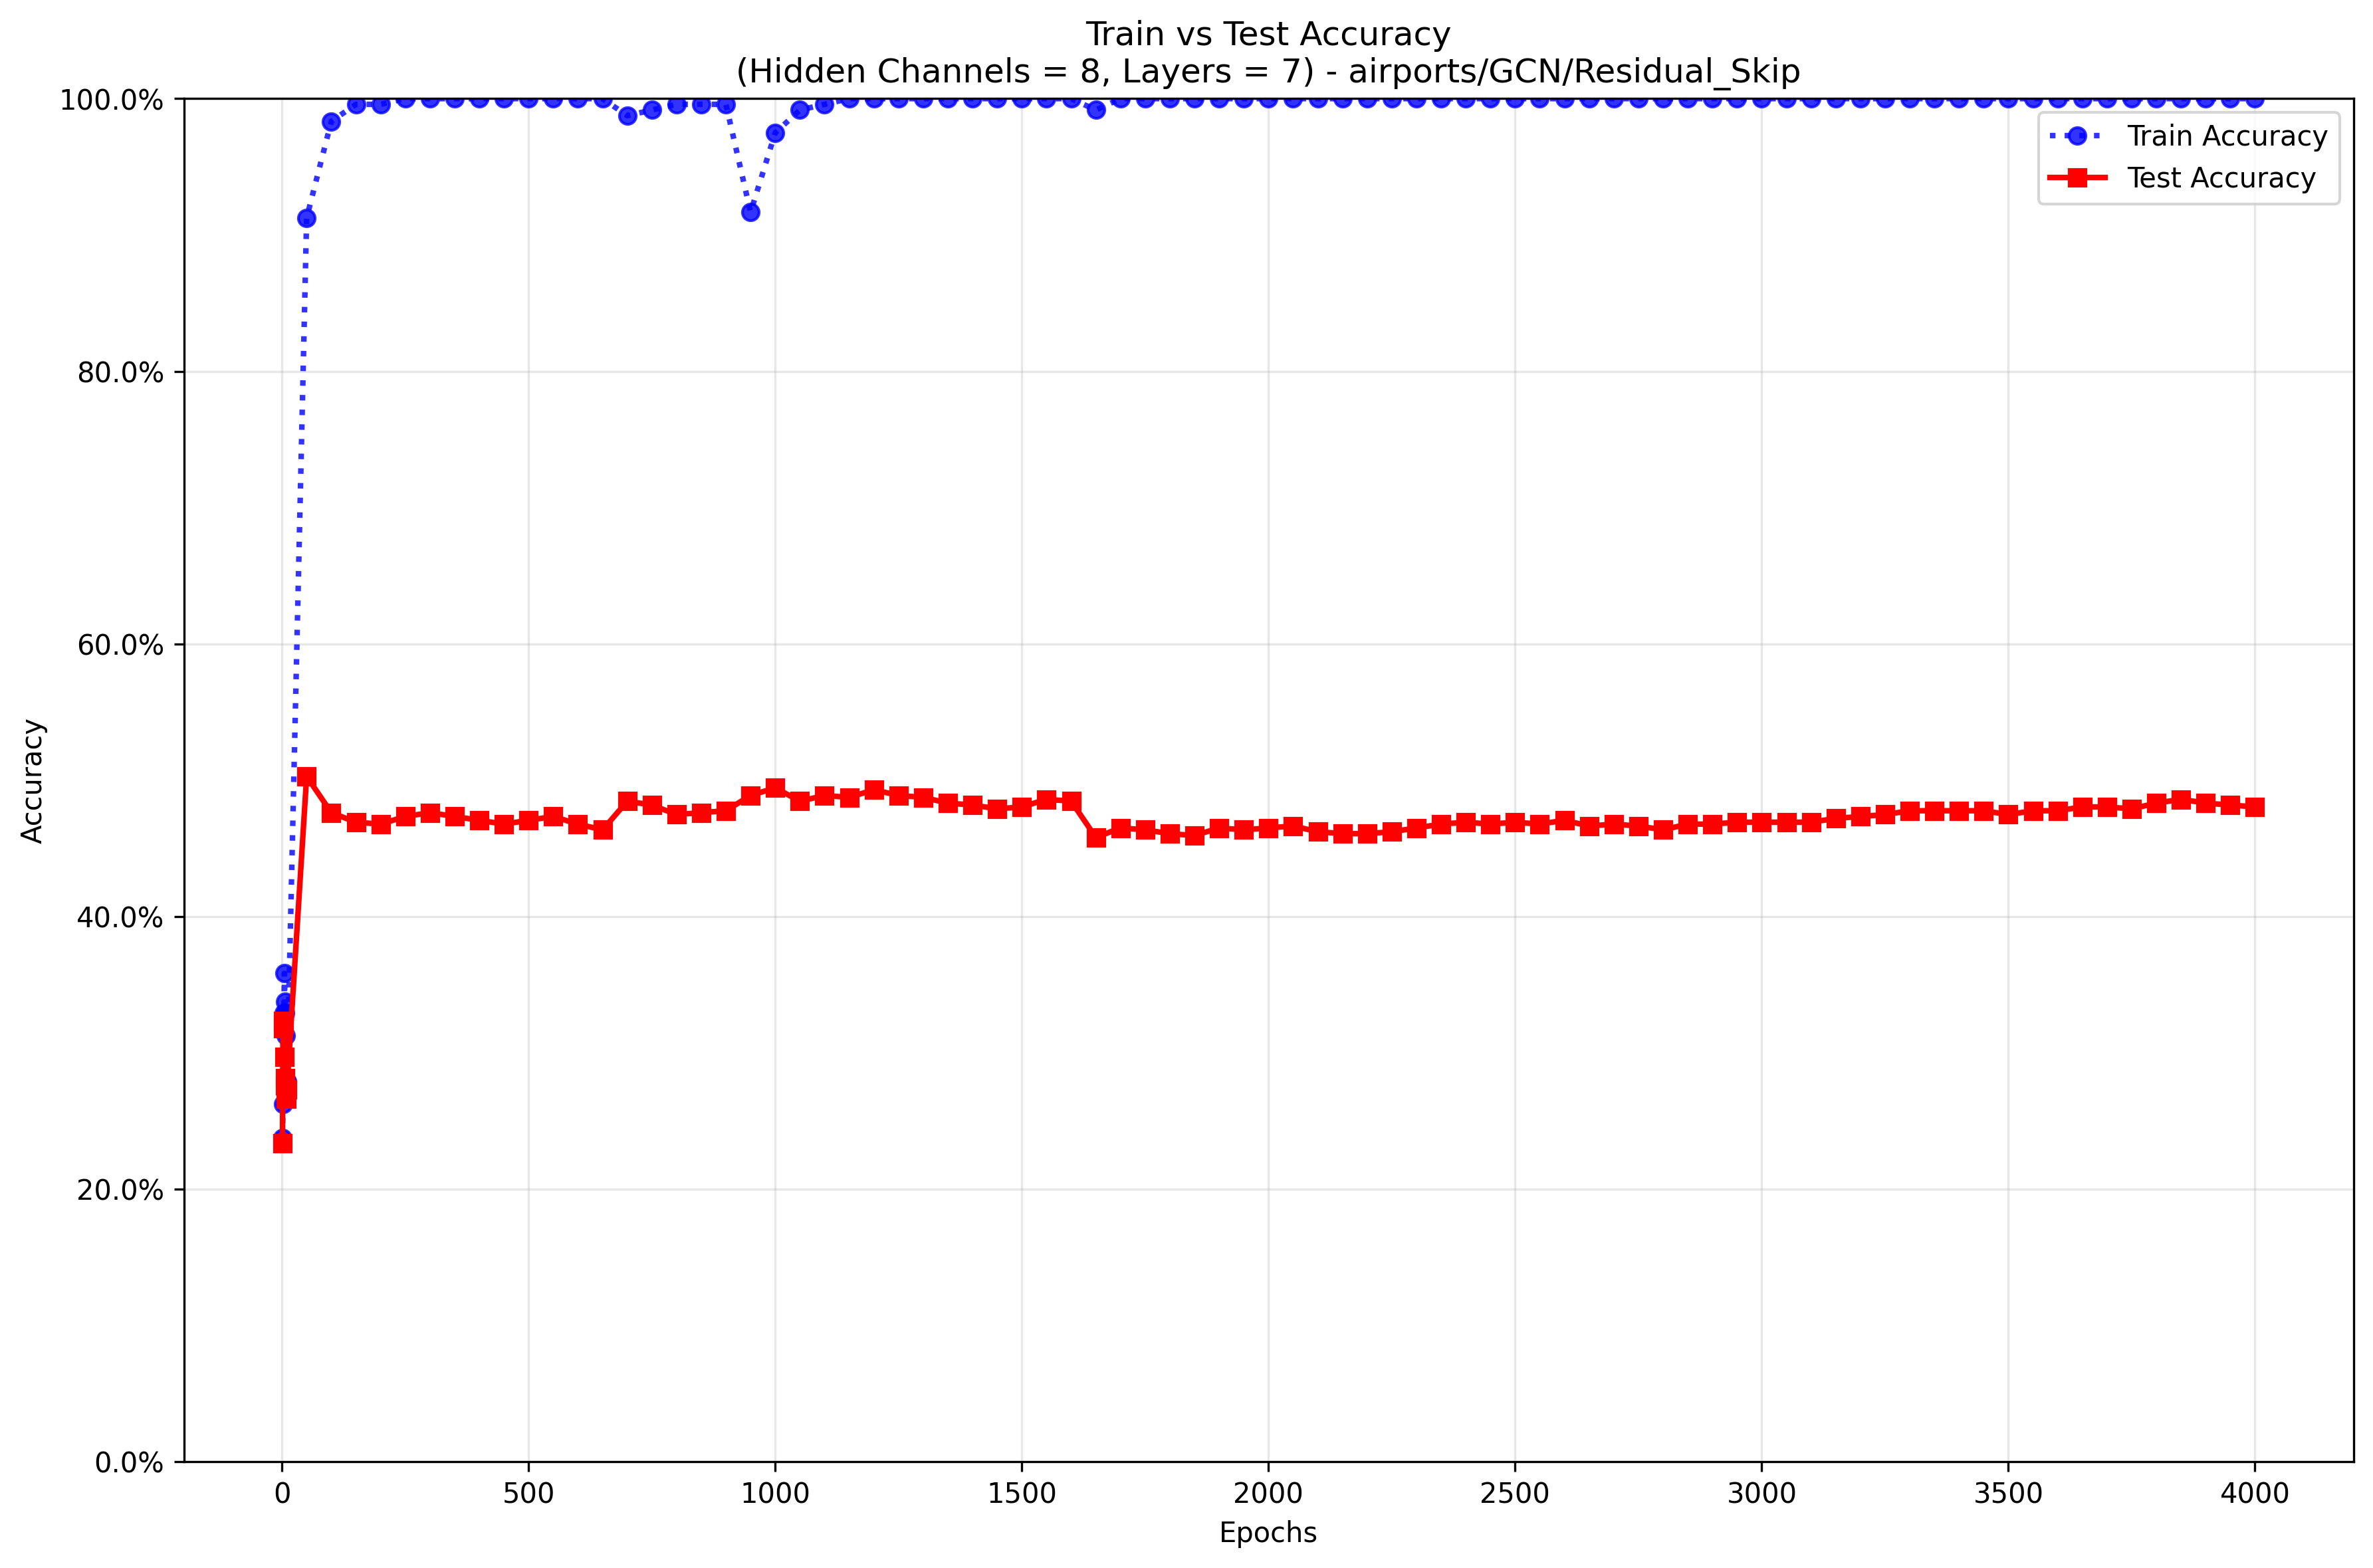 Train vs Test Accuracy
(Hidden Channels = 8, Layers = 7) - airports/GCN/Residual_Skip
100.0%
80.0%
60.0%
40.0%
20.0%
0.0%
Accuracy
Train Accuracy
Test Accuracy
0 500 1000 1500 2000 2500 3000 3500 4000
Epochs